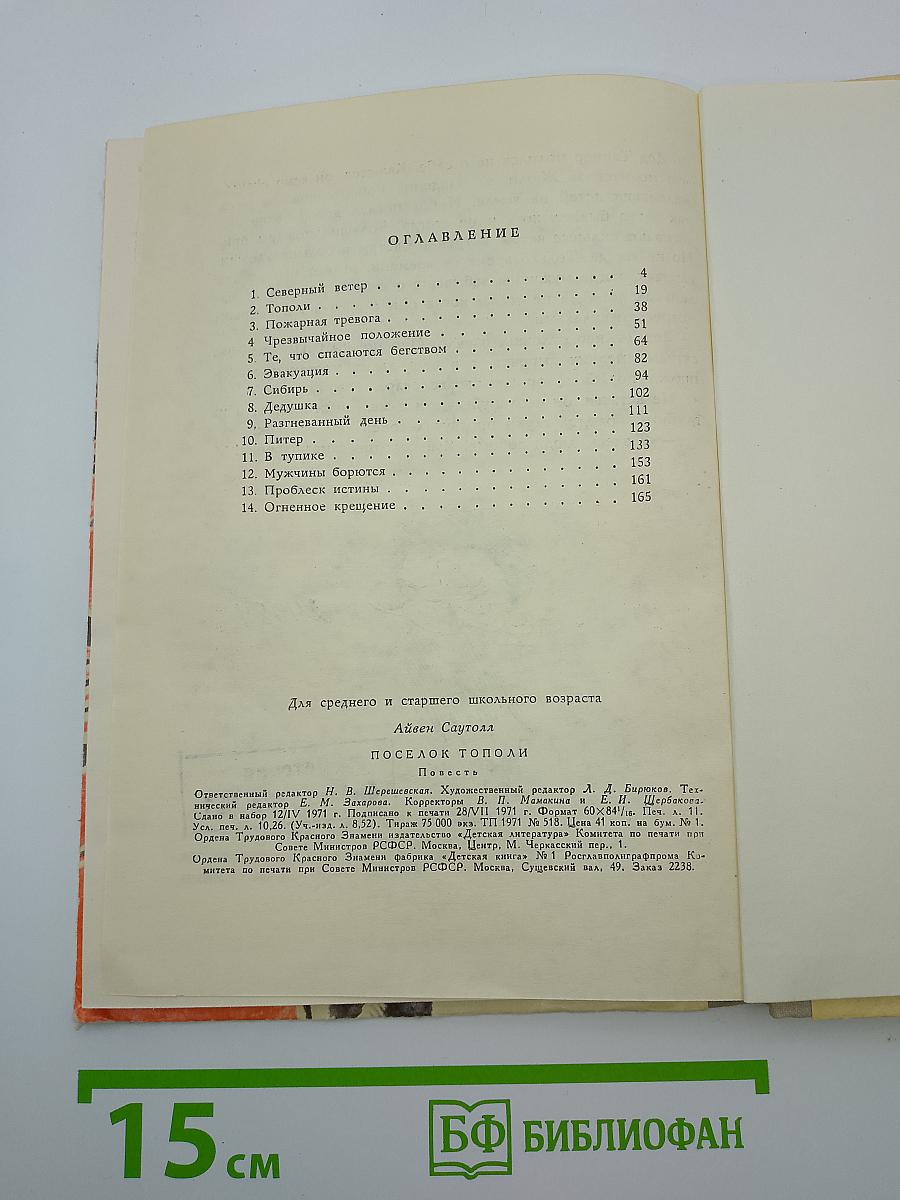 ОГЛАВЛЕНИЕ
1. Северный ветер . . . . . . . . . . . . . 4
2. Тополи . . . . . . . . . . . . . . . . 19
3. Пожарная тревога . . . . . . . . . . . . 38
4 Чрезвычайное положение . . . . . . . . . 51
5. Те, что спасаются бегством . . . . . . . . 64
6. Эвакуация . . . . . . . . . . . . . . . 82
7. Сибирь . . . . . . . . . . . . . . . . 94
8. Дедушка . . . . . . . . . . . . . . . 102
9. Разгневанный день . . . . . . . . . . . 111
10. Питер . . . . . . . . . . . . . . . . 123
11. В тупике . . . . . . . . . . . . . . . 133
12. Мужчины борются . . . . . . . . . . . 153
13. Проблеск истины . . . . . . . . . . . . 161
14. Огненное крещение . . . . . . . . . . . 165
Для среднего и старшего школьного возраста
Айвен Саутолл
ПОСЕЛОК ТОПОЛИ
Повесть
Ответственный редактор Н. В. Шерешевская. Художественный редактор Л. Д. Бирюков. Тех-
нический редактор Е. М. Захарова. Корректоры В. П. Мамакина и Е. И. Щербакова.
Сдано в набор 12/IV 1971 г. Подписано к печати 28/VII 1971 г. Формат 60×84¹/₁₆. Печ. л. 11.
Усл. печ. л. 10,26. (Уч.-изд. л. 8,52). Тираж 75 000 экз. ТП 1971 № 518. Цена 41 коп. на бум. № 1.
Ордена Трудового Красного Знамени издательство «Детская литература» Комитета по печати при
Совете Министров РСФСР. Москва, Центр, М. Черкасский пер., 1.
Ордена Трудового Красного Знамени фабрика «Детская книга» № 1 Росглавполиграфпрома Ко-
митета по печати при Совете Министров РСФСР. Москва, Сущевский вал, 49. Заказ 2238.
15 см
БФ БИБЛИОФАН